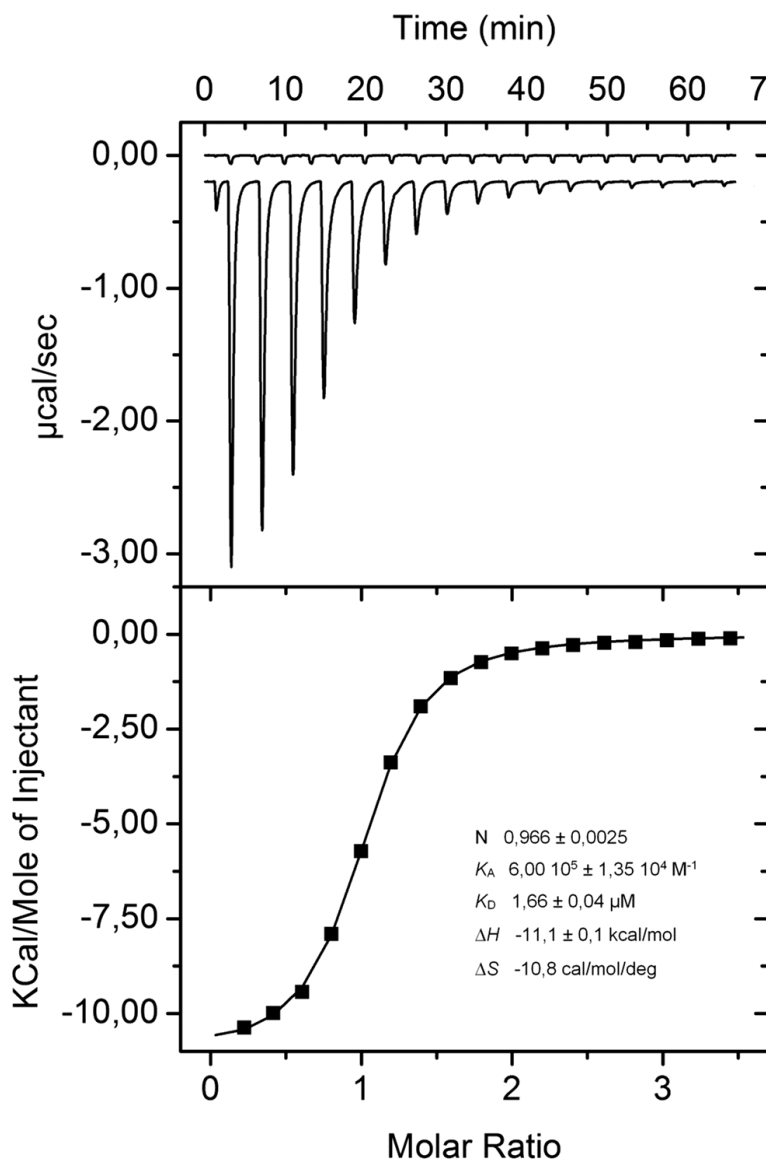 Time (min)
0 10 20 30 40 50 60 7
0,00
-1,00
-2,00
-3,00
µcal/sec
0,00
-2,50
-5,00
-7,50
-10,00
KCal/Mole of Injectant
N 0,966 ± 0,0025
KA 6,00 10⁵ ± 1,35 10⁴ M⁻¹
KD 1,66 ± 0,04 µM
ΔH -11,1 ± 0,1 kcal/mol
ΔS -10,8 cal/mol/deg
0 1 2 3
Molar Ratio